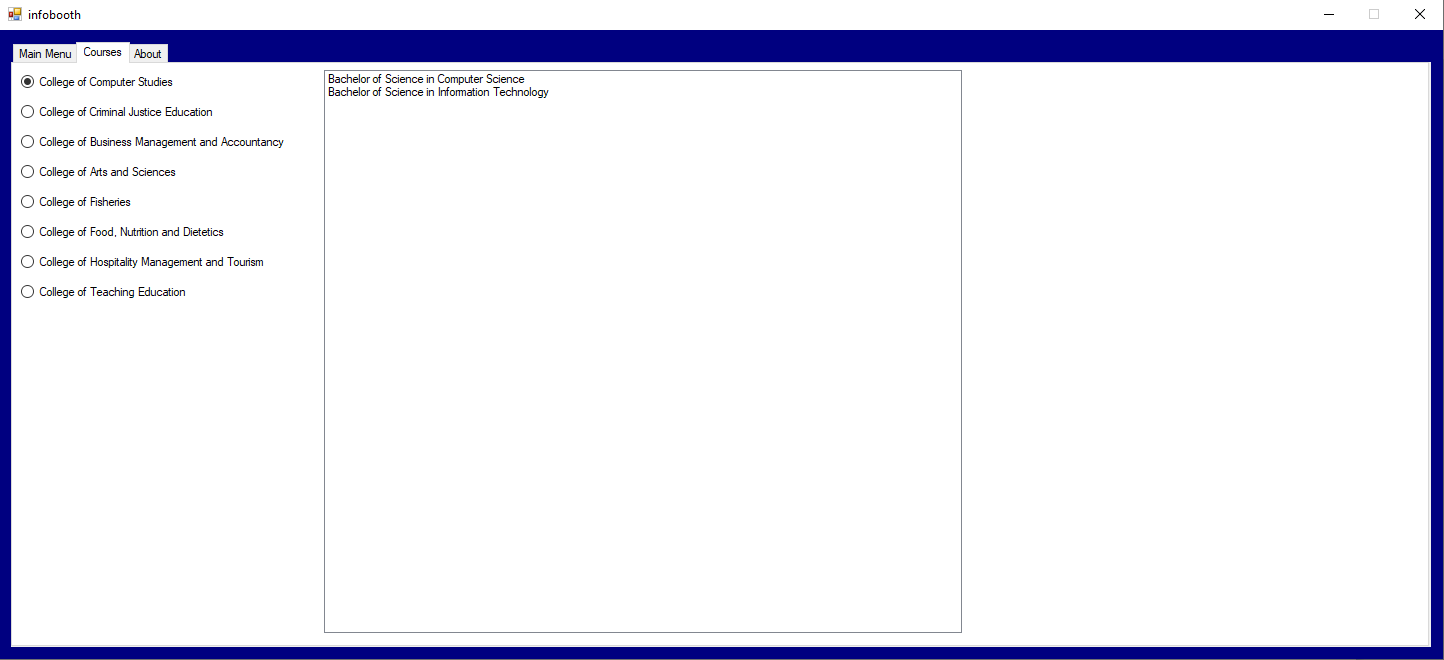 infobooth
Main Menu
Courses
About
College of Computer Studies
College of Criminal Justice Education
College of Business Management and Accountancy
College of Arts and Sciences
College of Fisheries
College of Food, Nutrition and Dietetics
College of Hospitality Management and Tourism
College of Teaching Education
Bachelor of Science in Computer Science
Bachelor of Science in Information Technology